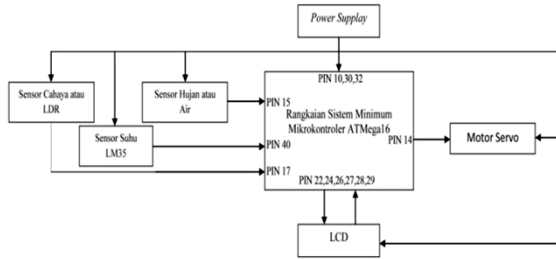 Power Supplay
PIN 10,30,32
Sensor Cahaya atau
LDR
Sensor Hujan atau
Air
PIN 15
Rangkaian Sistem Minimum
Mikrokontroler ATMega16
Sensor Suhu
LM35
PIN 40
PIN 14
Motor Servo
PIN 17
PIN 22,24,26,27,28,29
LCD